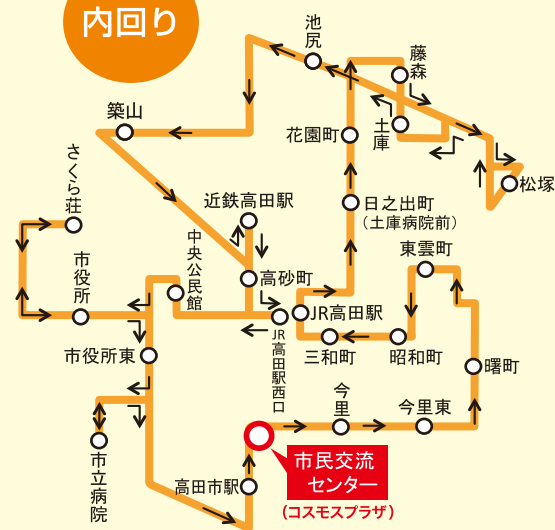 内回り
池尻
藤森
築山
花園町
土庫
さくら荘
近鉄高田駅
日之出町
(土庫病院前)
松塚
中央公民館
東雲町
市役所
高砂町
JR高田駅
JR高田駅西口
市役所東
三和町
昭和町
曙町
今里
今里東
市立病院
高田市駅
市民交流
センター
(コスモスプラザ)